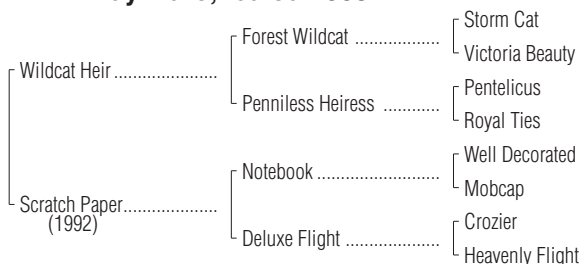 Storm Cat
Forest Wildcat ...................
Victoria Beauty
Wildcat Heir .......................
Pentelicus
Penniless Heiress ............
Royal Ties
Well Decorated
Notebook ........................
Mobcap
Scratch Paper.....................
(1992)
Crozier
Deluxe Flight .....................
Heavenly Flight